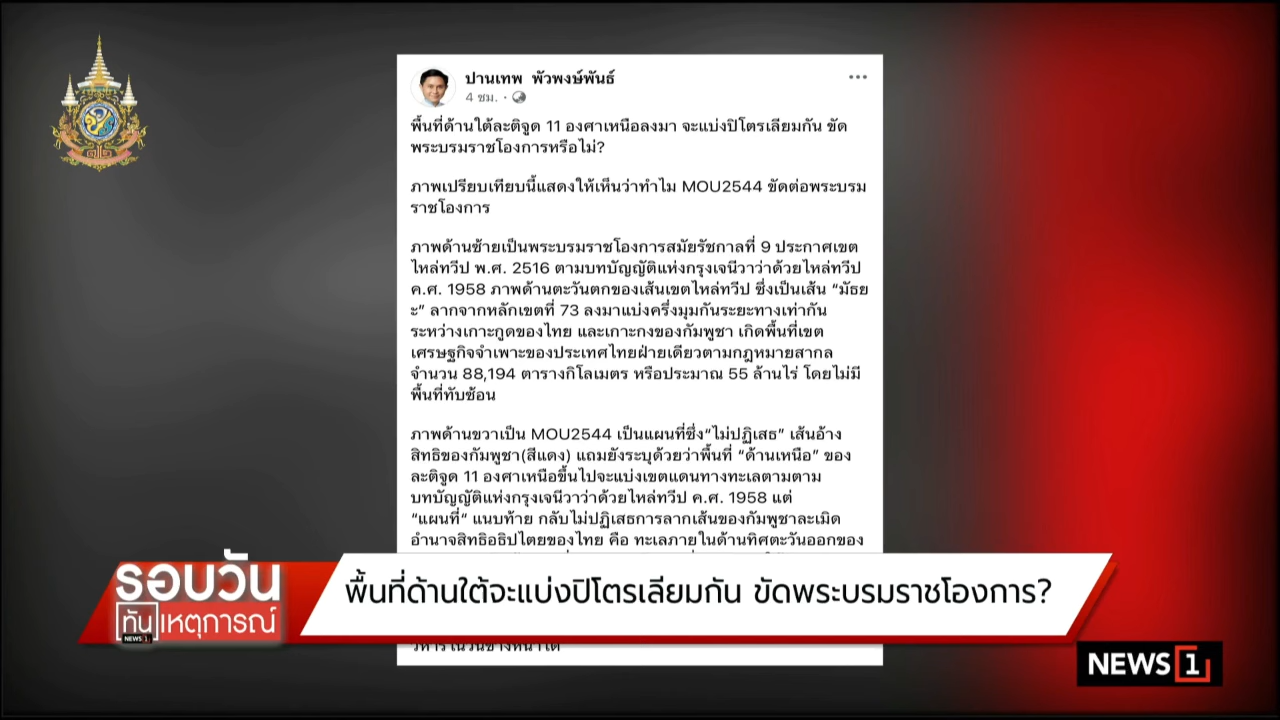 ปานเทพ พัวพงษ์พันธ์
4 ชม.
พื้นที่ด้านใต้ละติจูด 11 องศาเหนือลงมา จะแบ่งปิโตรเลียมกัน ขัด
พระบรมราชโองการหรือไม่?
ภาพเปรียบเทียบนี้แสดงให้เห็นว่าทำไม MOU2544 ขัดต่อพระบรม
ราชโองการ
ภาพด้านซ้ายเป็นพระบรมราชโองการสมัยรัชกาลที่ 9 ประกาศเขต
ไหล่ทวีป พ.ศ. 2516 ตามบทบัญญัติแห่งกรุงเจนีวาว่าด้วยไหล่ทวีป
ค.ศ. 1958 ภาพด้านตะวันตกของเส้นเขตไหล่ทวีป ซึ่งเป็นเส้น “มัธย
ะ” ลากจากหลักเขตที่ 73 ลงมาแบ่งครึ่งมุมกันระยะทางเท่ากัน
ระหว่างเกาะกูดของไทย และเกาะกงของกัมพูชา เกิดพื้นที่เขต
เศรษฐกิจจำเพาะของประเทศไทยฝ่ายเดียวตามกฎหมายสากล
จำนวน 88,194 ตารางกิโลเมตร หรือประมาณ 55 ล้านไร่ โดยไม่มี
พื้นที่ทับซ้อน
ภาพด้านขวาเป็น MOU2544 เป็นแผนที่ซึ่ง“ไม่ปฏิเสธ” เส้นอ้าง
สิทธิของกัมพูชา(สีแดง) แถมยังระบุด้วยว่าพื้นที่ “ด้านเหนือ” ของ
ละติจูด 11 องศาเหนือขึ้นไปจะแบ่งเขตแดนทางทะเลตามตาม
บทบัญญัติแห่งกรุงเจนีวาว่าด้วยไหล่ทวีป ค.ศ. 1958 แต่
“แผนที่“ แนบท้าย กลับไม่ปฏิเสธการลากเส้นของกัมพูชาละเมิด
อำนาจสิทธิอธิปไตยของไทย คือ ทะเลภายในด้านทิศตะวันออกของ
รอบวัน
ทันเหตุการณ์
NEWS 1
พื้นที่ด้านใต้จะแบ่งปิโตรเลียมกัน ขัดพระบรมราชโองการ?
NEWS 1